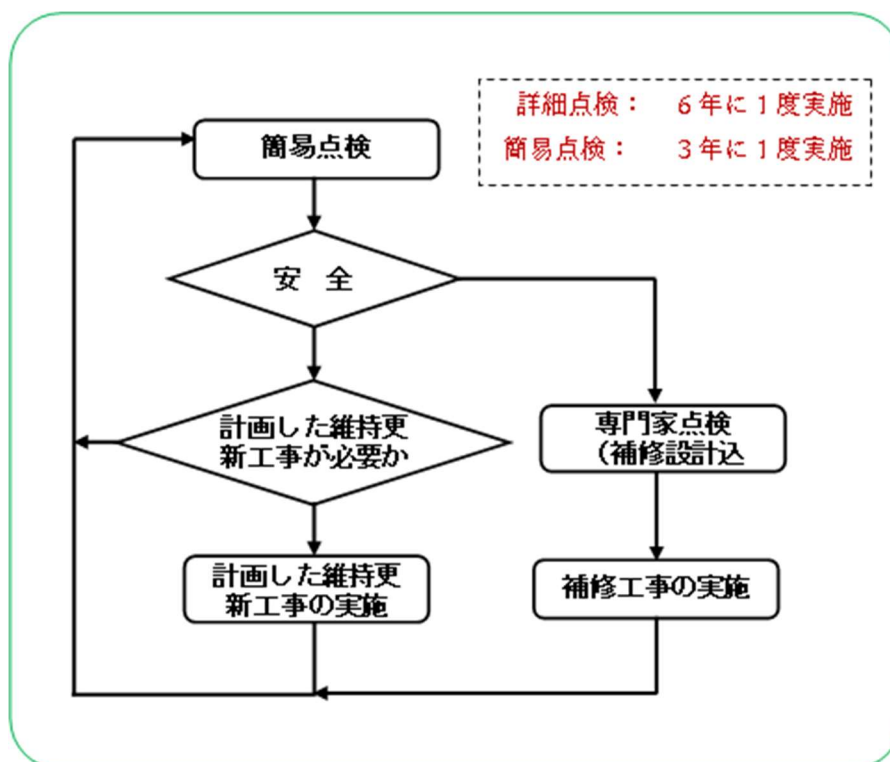 詳細点検： 6年に1度実施
簡易点検： 3年に1度実施
簡易点検
安 全
計画した維持更
新工事が必要か
専門家点検
（補修設計込
計画した維持更
新工事の実施
補修工事の実施